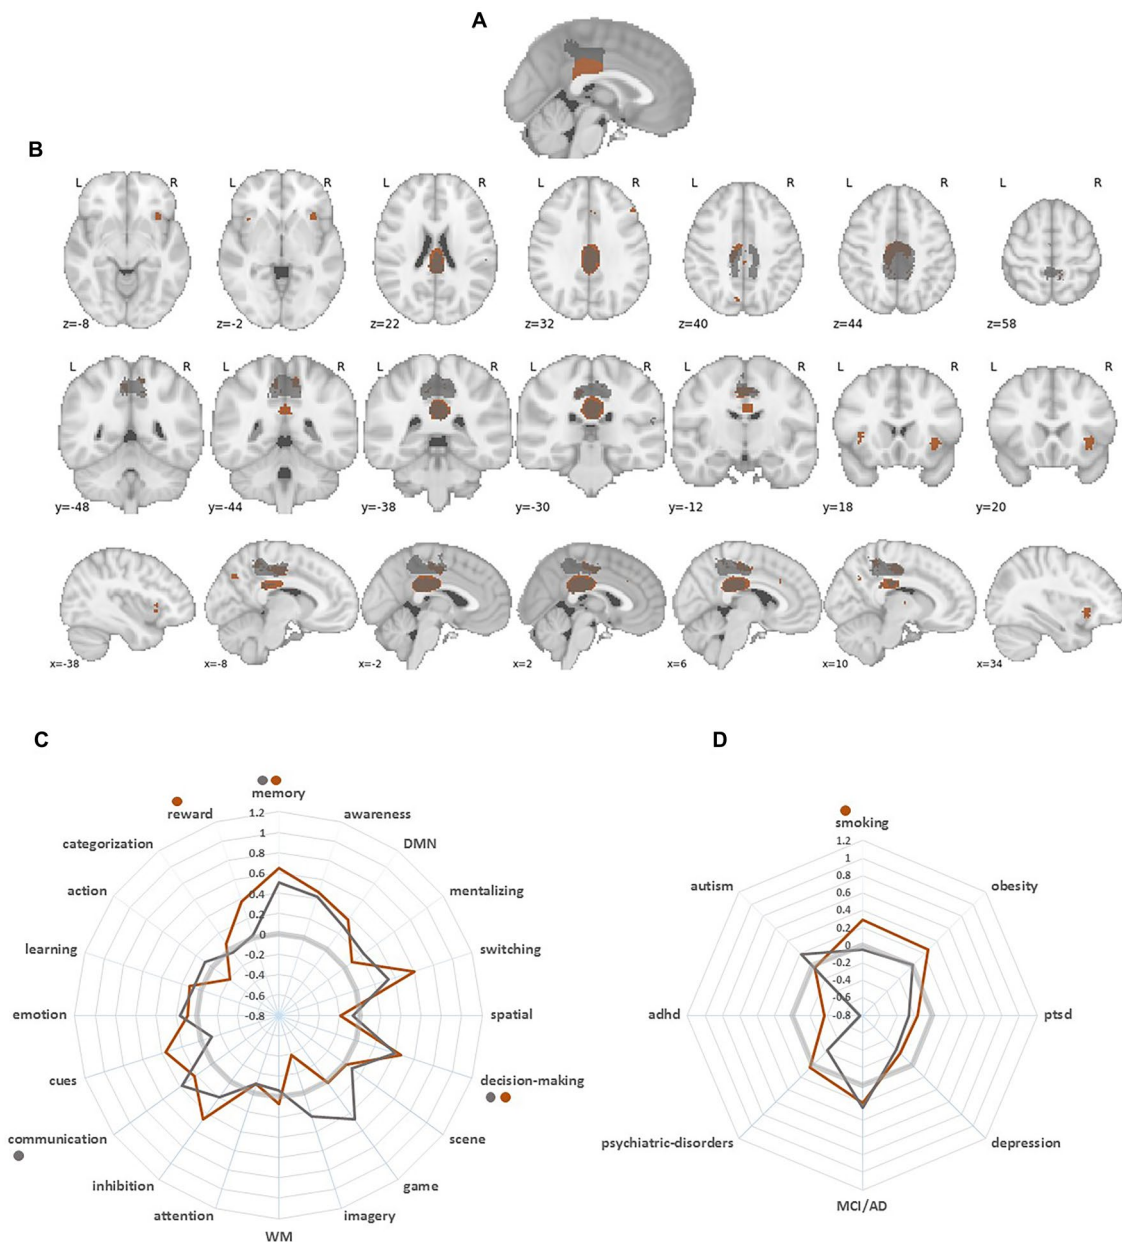 A
B
L R L R L R L R L R L R L R
z=-8 z=-2 z=22 z=32 z=40 z=44 z=58
L R L R L R L R L R L R L R
y=-48 y=-44 y=-38 y=-30 y=-12 y=18 y=20
x=-38 x=-8 x=-2 x=2 x=6 x=10 x=34
C
memory
reward
awareness
categorization
DMN
action
mentalizing
learning
switching
emotion
spatial
cues
decision-making
communication
scene
inhibition
game
attention
imagery
WM
1.2
1
0.8
0.6
0.4
0.2
0
-0.2
-0.4
-0.6
-0.8
D
smoking
autism
obesity
adhd
ptsd
psychiatric-disorders
depression
MCI/AD
1.2
1
0.8
0.6
0.4
0.2
0
-0.2
-0.4
-0.6
-0.8